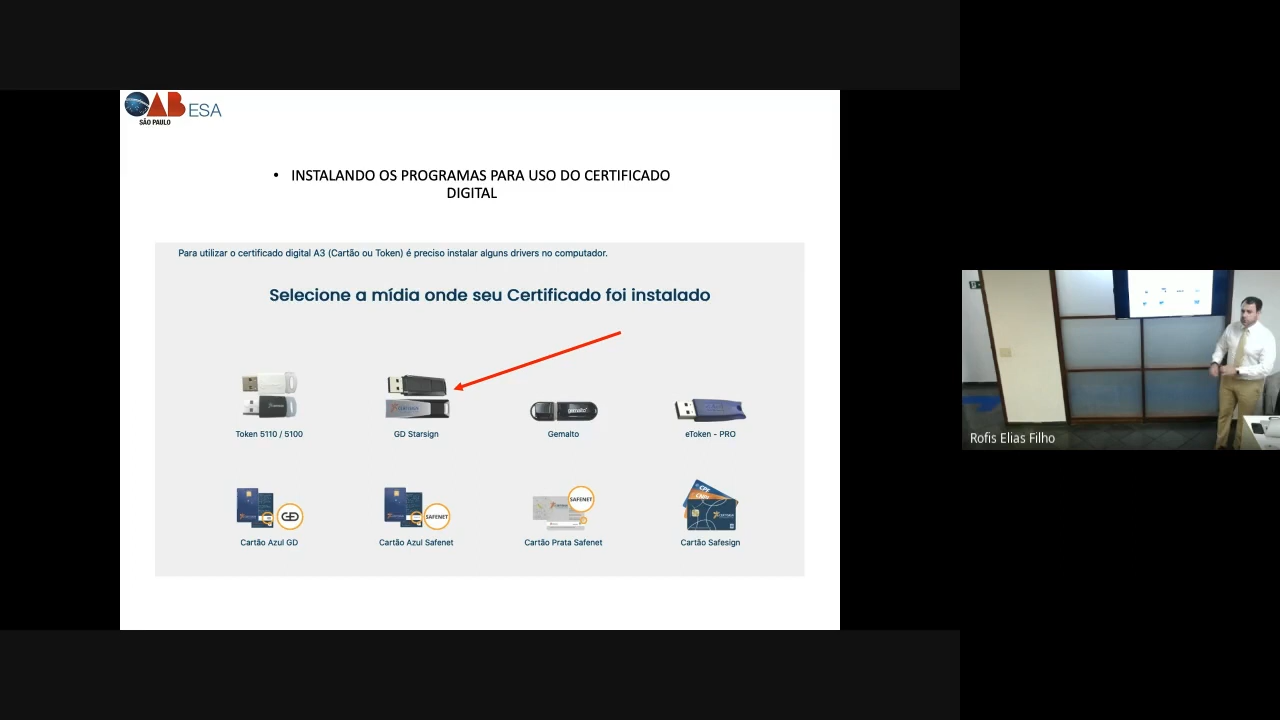 OAB ESA
SÃO PAULO
• INSTALANDO OS PROGRAMAS PARA USO DO CERTIFICADO
DIGITAL
Para utilizar o certificado digital A3 (Cartão ou Token) é preciso instalar alguns drivers no computador.
Selecione a mídia onde seu Certificado foi instalado
gemalto
Token 5110 / 5100
GD Starsign
Gemalto
eToken - PRO
SAFENET
SAFENET
CPF
CNPJ
Cartão Azul GD
Cartão Azul Safenet
Cartão Prata Safenet
Cartão Safesign
Rofis Elias Filho